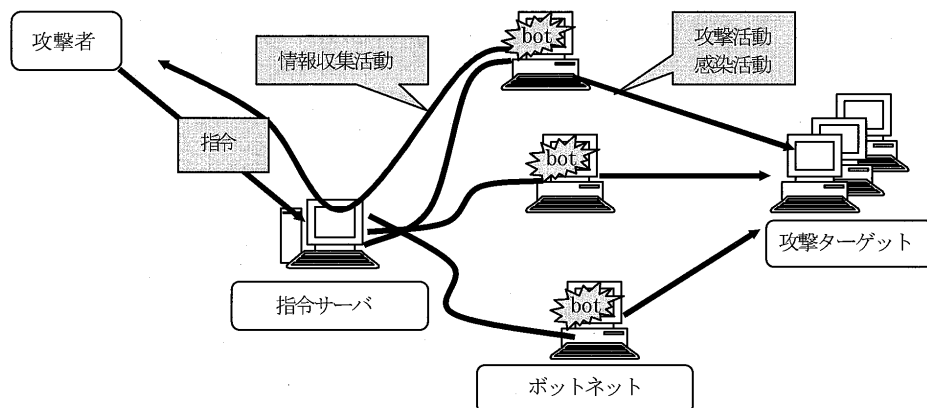 攻撃者
情報収集活動
bot
攻撃活動
感染活動
指令
bot
攻撃ターゲット
指令サーバ
bot
ボットネット